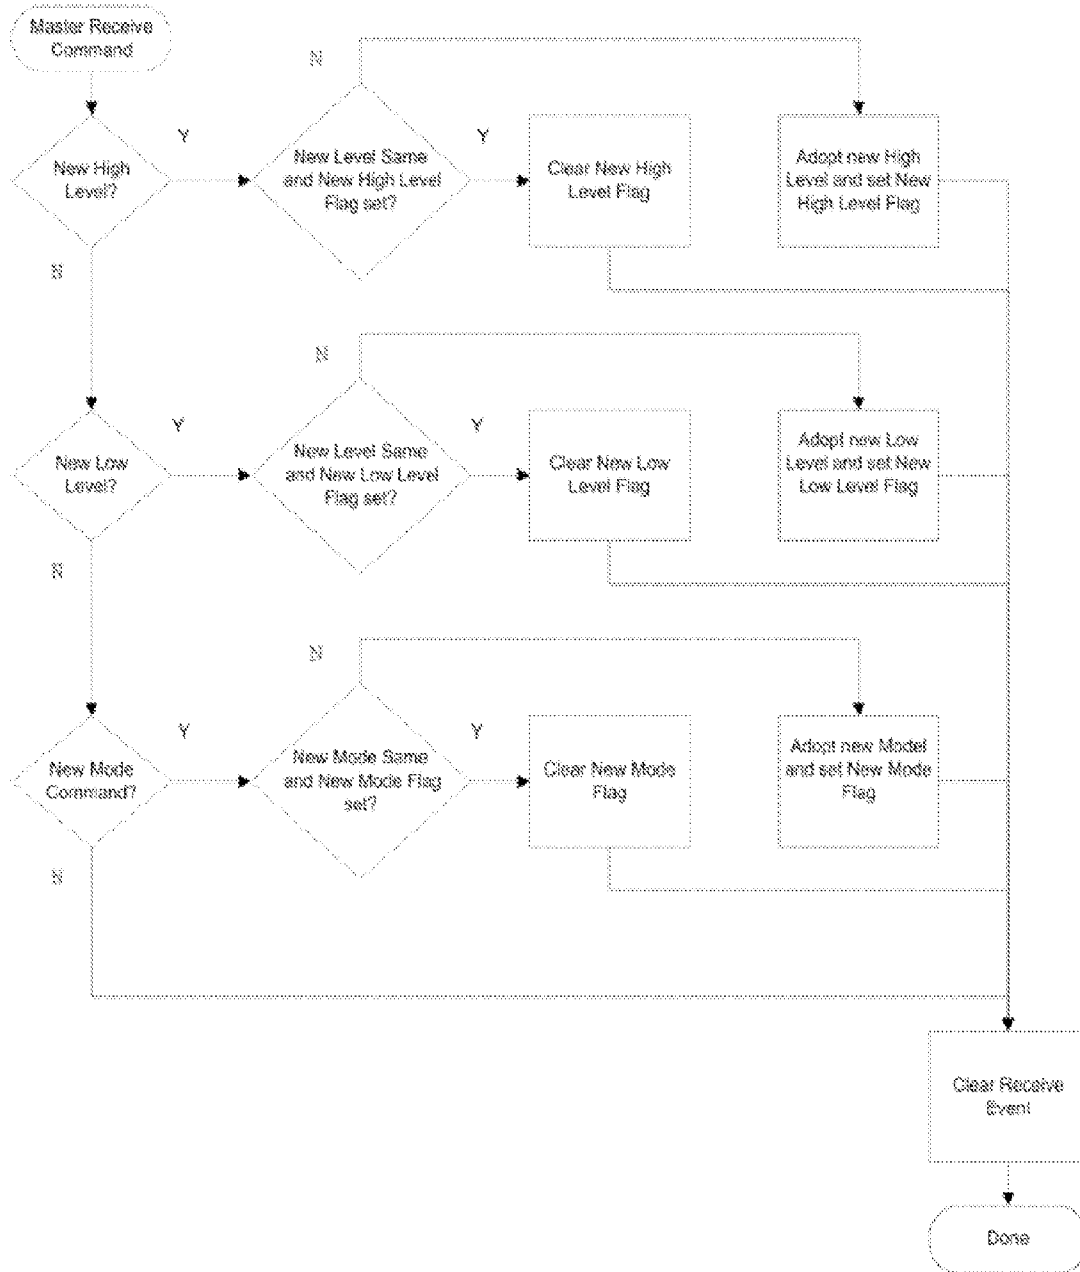 Master Receive
Command
N
Y
New High
Level?
New Level Same
and New High Level
Flag set?
Y
Clear New High
Level Flag
Adopt new High
Level and set New
High Level Flag
N
N
Y
New Low
Level?
New Level Same
and New Low Level
Flag set?
Y
Clear New Low
Level Flag
Adopt new Low
Level and set New
Low Level Flag
N
N
Y
New Mode
Command?
New Mode Same
and New Mode Flag
set?
Y
Clear New Mode
Flag
Adopt new Model
and set New Mode
Flag
N
Clear Receive
Event
Done